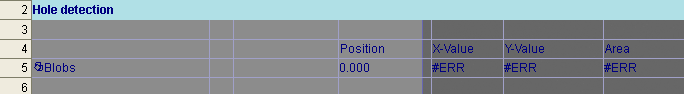 2 Hole detection
3
4 Position X-Value Y-Value Area
5 Blobs 0.000 #ERR #ERR #ERR
6